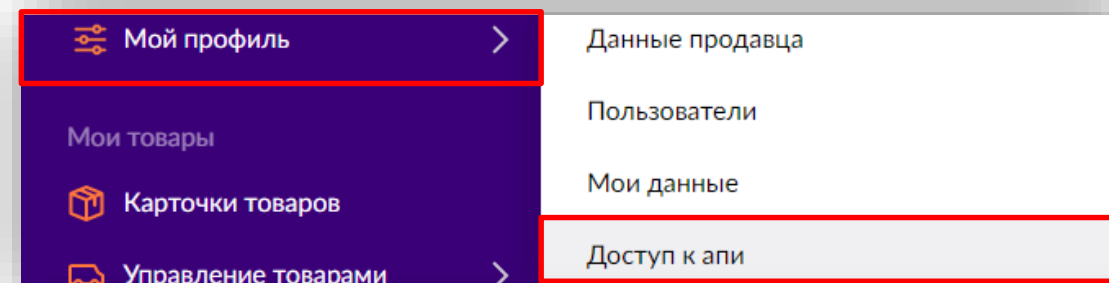 Мой профиль
Мои товары
Карточки товаров
Управление товарами
Данные продавца
Пользователи
Мои данные
Доступ к апи